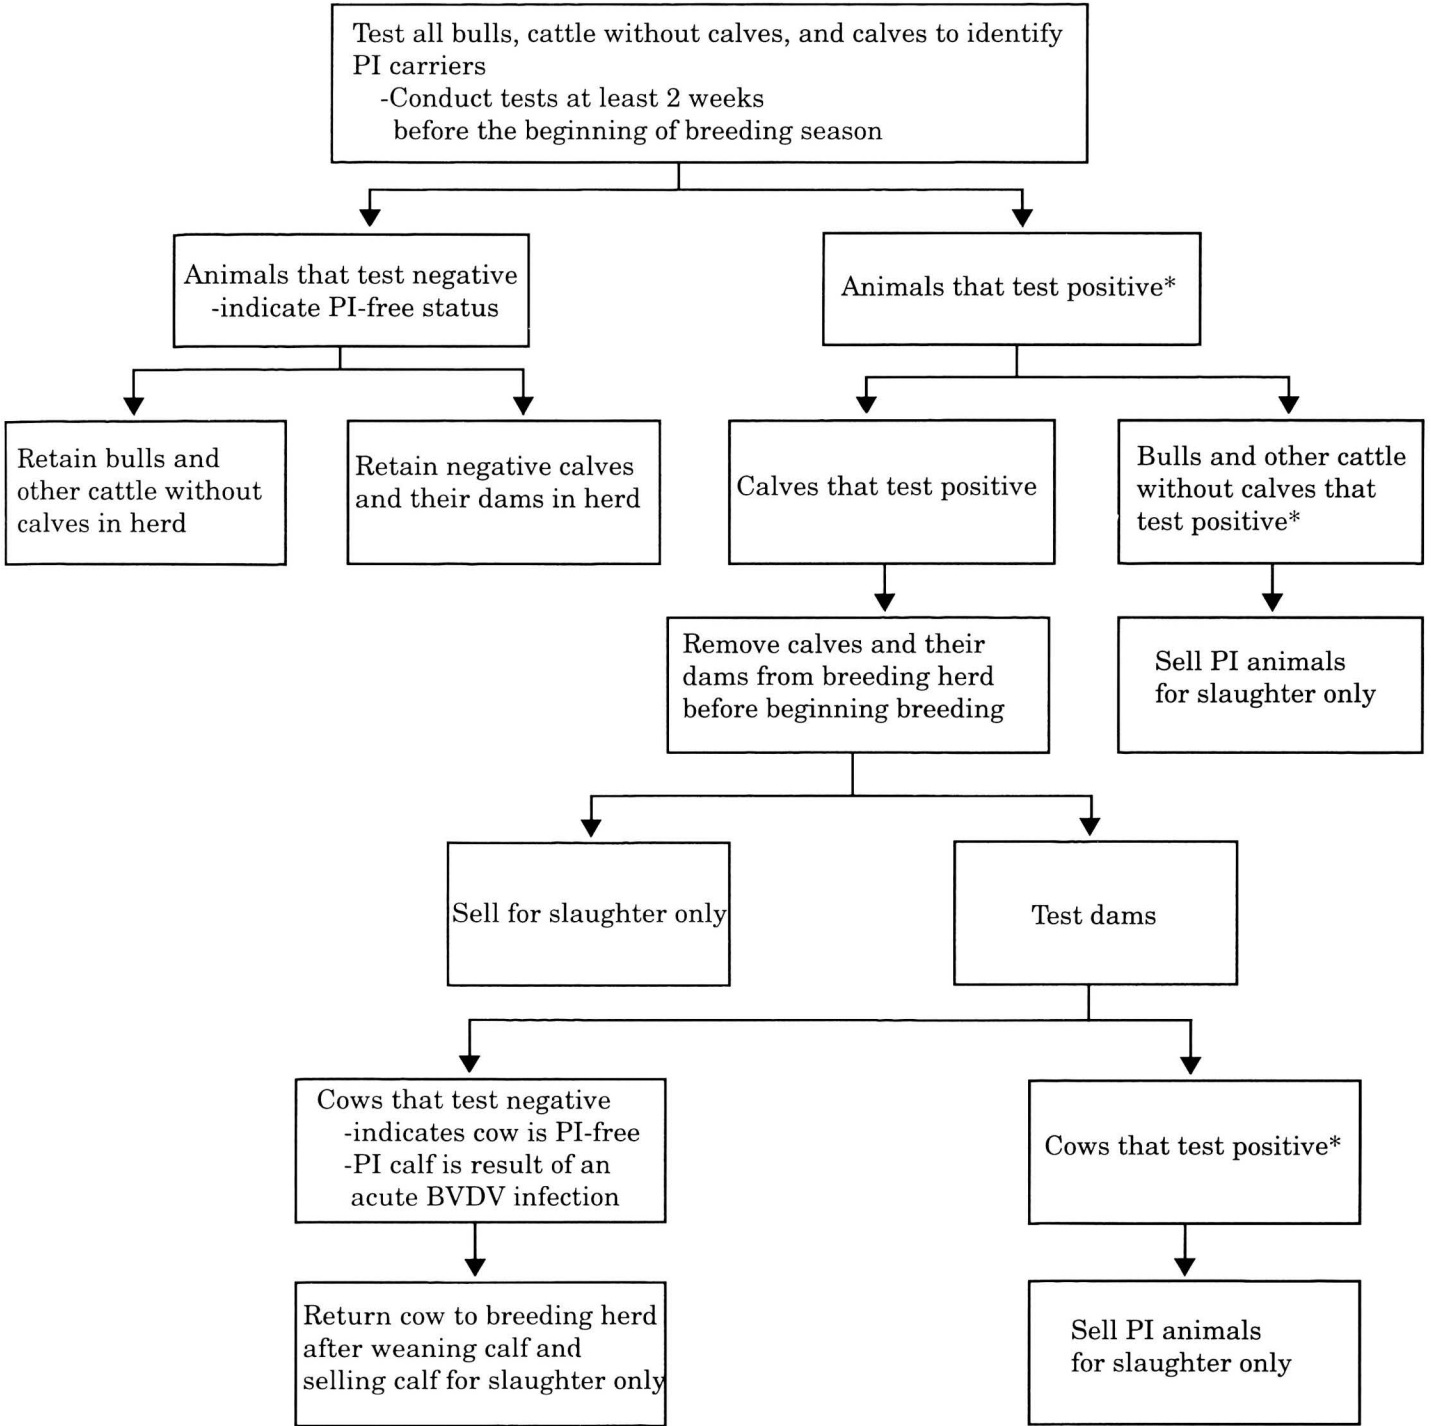 Test all bulls, cattle without calves, and calves to identify
PI carriers
-Conduct tests at least 2 weeks
before the beginning of breeding season
Animals that test negative
-indicate PI-free status
Animals that test positive*
Retain bulls and
other cattle without
calves in herd
Retain negative calves
and their dams in herd
Calves that test positive
Bulls and other cattle
without calves that
test positive*
Remove calves and their
dams from breeding herd
before beginning breeding
Sell PI animals
for slaughter only
Sell for slaughter only
Test dams
Cows that test negative
-indicates cow is PI-free
-PI calf is result of an
acute BVDV infection
Cows that test positive*
Return cow to breeding herd
after weaning calf and
selling calf for slaughter only
Sell PI animals
for slaughter only